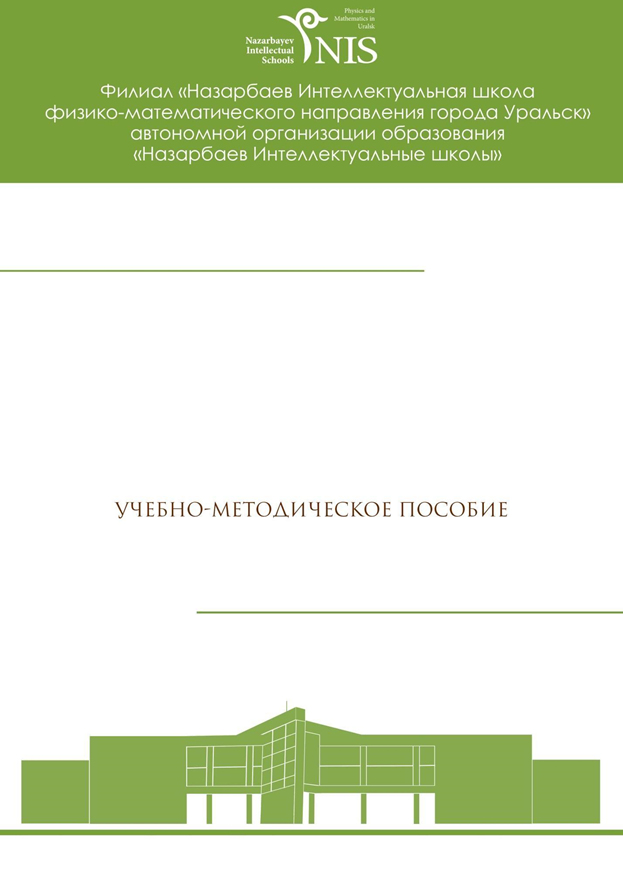 Physics and
Mathematics in
Uralsk
Nazarbayev
Intellectual
Schools
NIS
Филиал «Назарбаев Интеллектуальная школа
физико-математического направления города Уральск»
автономной организации образования
«Назарбаев Интеллектуальные школы»
УЧЕБНО-МЕТОДИЧЕСКОЕ ПОСОБИЕ